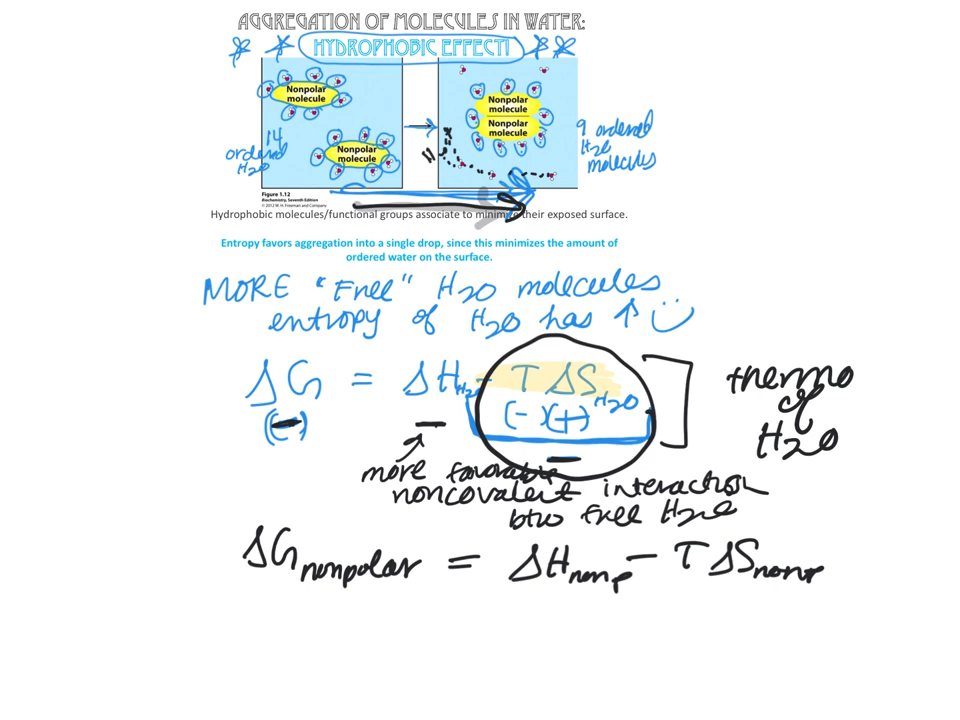 AGGREGATION OF MOLECULES IN WATER:
HYDROPHOBIC EFFECT!
Nonpolar
molecule
Nonpolar
molecule
Nonpolar
molecule
Nonpolar
molecule
14
ordered
H2O
9 ordered
H2O
molecules
Figure 1.12
Biochemistry, Seventh Edition
© 2012 W. H. Freeman and Company
Hydrophobic molecules/functional groups associate to minimize their exposed surface.
Entropy favors aggregation into a single drop, since this minimizes the amount of
ordered water on the surface.
MORE "Free" H2O molecules
entropy of H2O has ↑
ΔG = ΔH H2O - TΔS H2O
(-) - (-)(+)
-
thermo
of
H2O
more favorable
noncovalent interaction
btw free H2O
ΔG nonpolar = ΔH nonp - TΔS nonp